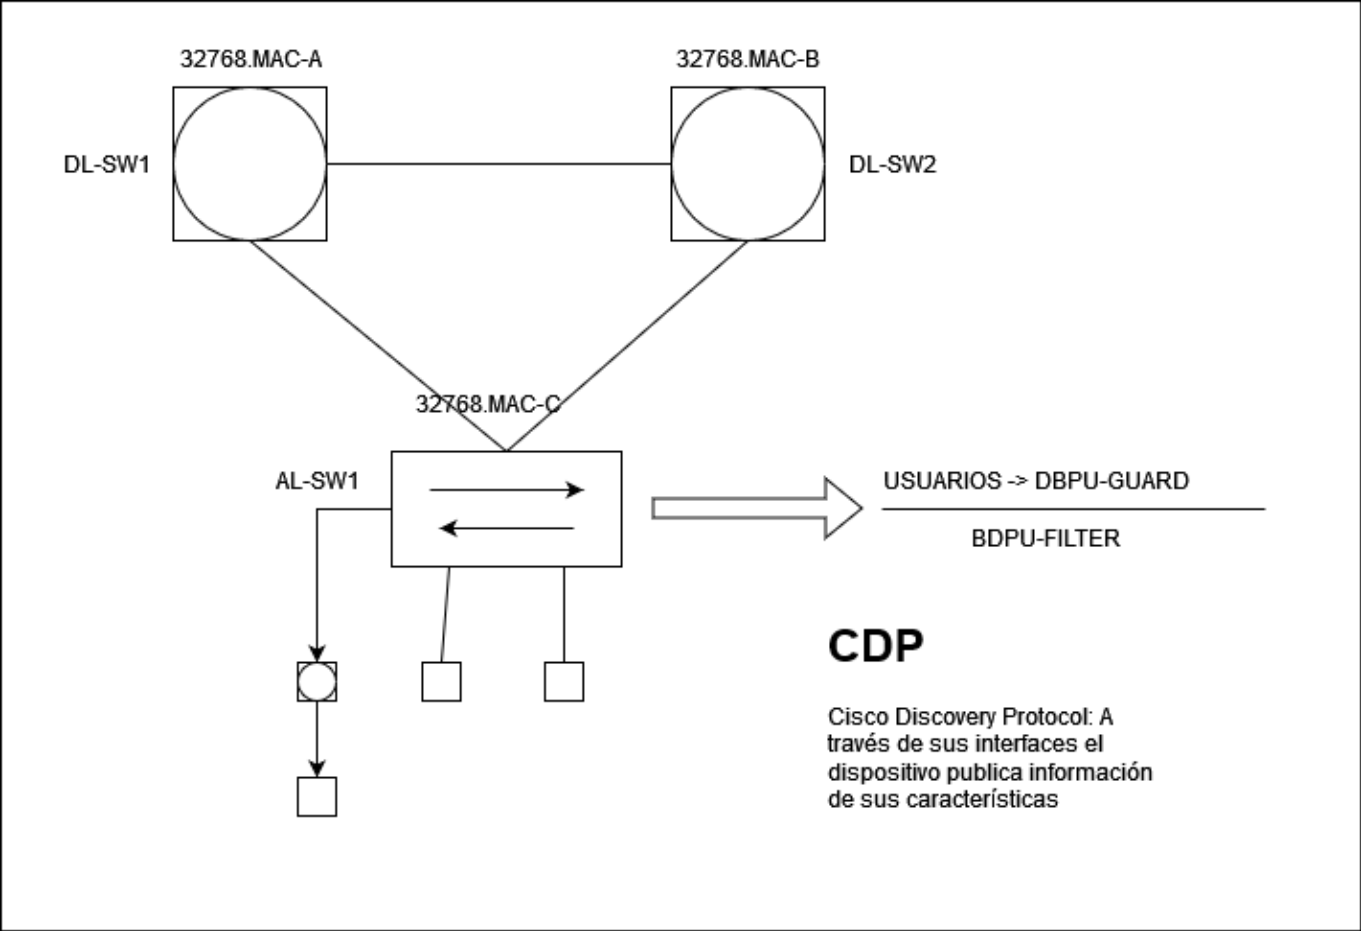 32768.MAC-A
32768.MAC-B
DL-SW1
DL-SW2
32768.MAC-C
AL-SW1
USUARIOS -> DBPU-GUARD
BDPU-FILTER
CDP
Cisco Discovery Protocol: A
través de sus interfaces el
dispositivo publica información
de sus características